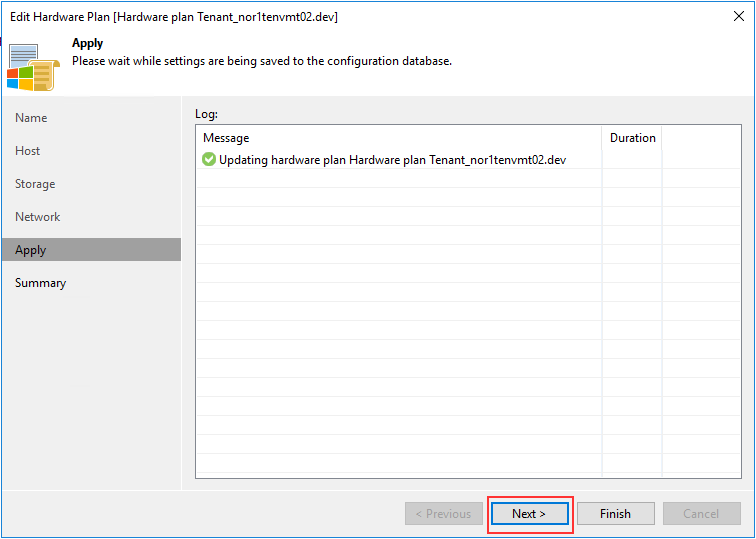 Edit Hardware Plan [Hardware plan Tenant_nor1tenvmt02.dev]
Apply
Please wait while settings are being saved to the configuration database.
Name
Host
Storage
Network
Apply
Summary
Log:
Message Duration
Updating hardware plan Hardware plan Tenant_nor1tenvmt02.dev
< Previous Next > Finish Cancel